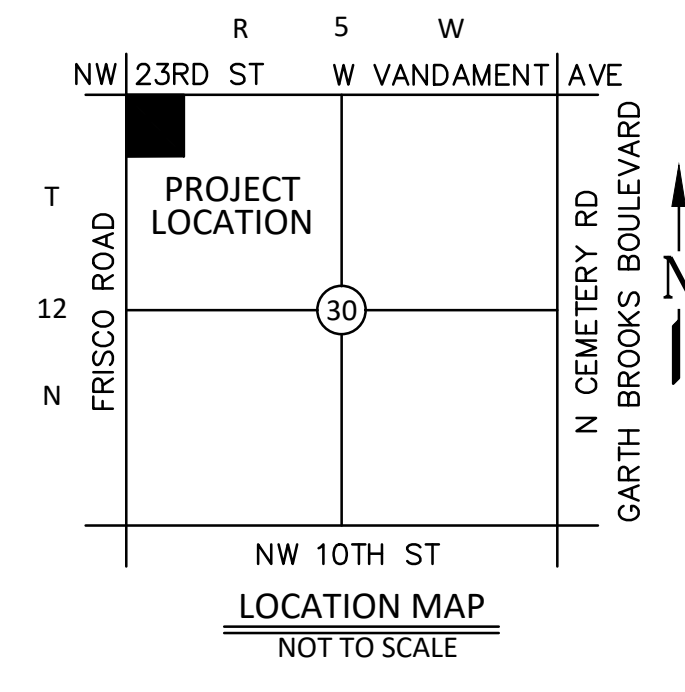 R 5 W
NW 23RD ST W VANDAMENT AVE
T
12
N
FRISCO ROAD
PROJECT
LOCATION
30
N CEMETERY RD
GARTH BROOKS BOULEVARD
N
NW 10TH ST
LOCATION MAP
NOT TO SCALE